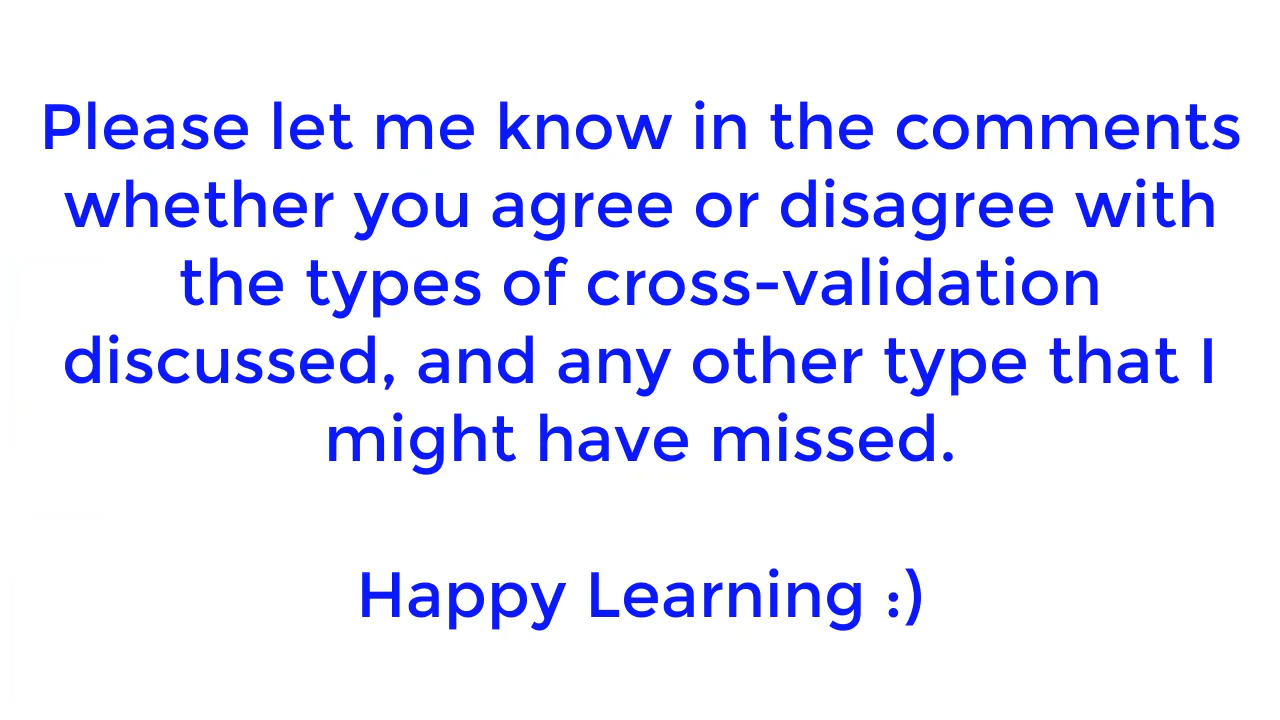 Please let me know in the comments
whether you agree or disagree with
the types of cross-validation
discussed, and any other type that I
might have missed.
Happy Learning :)